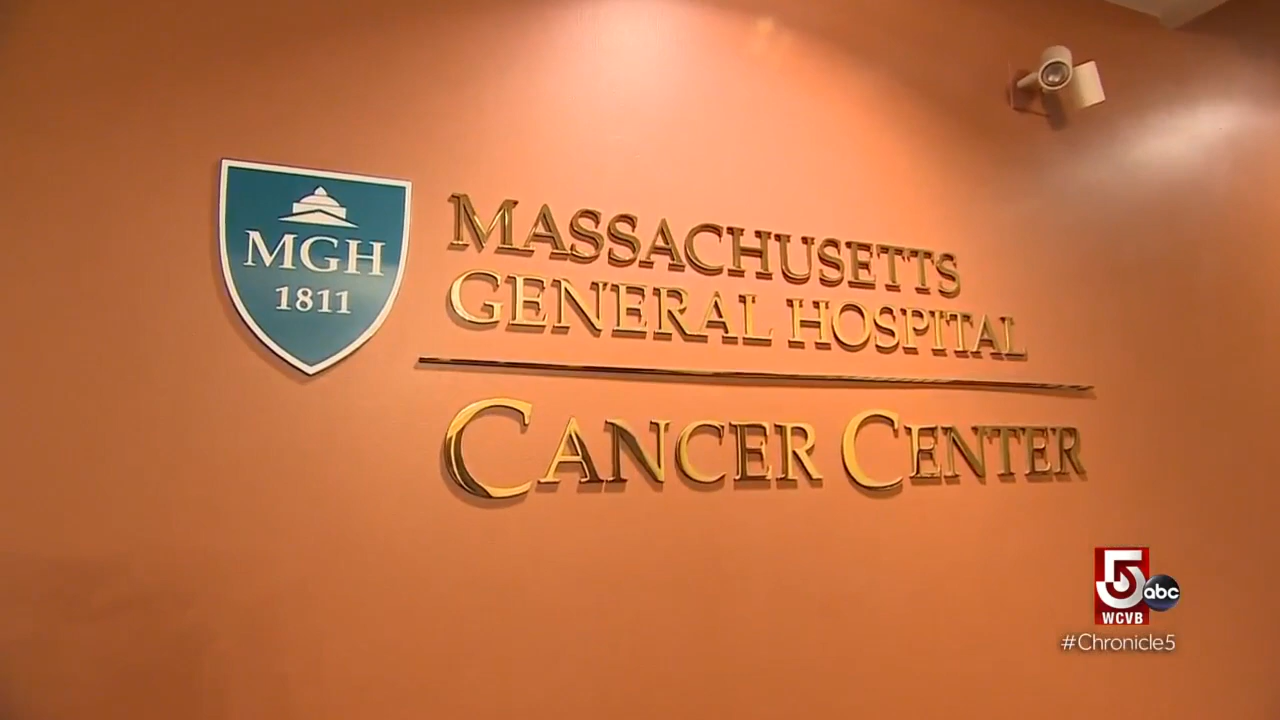 MGH
1811
MASSACHUSETTS
GENERAL HOSPITAL
CANCER CENTER
5
abc
WCVB
#Chronicle5